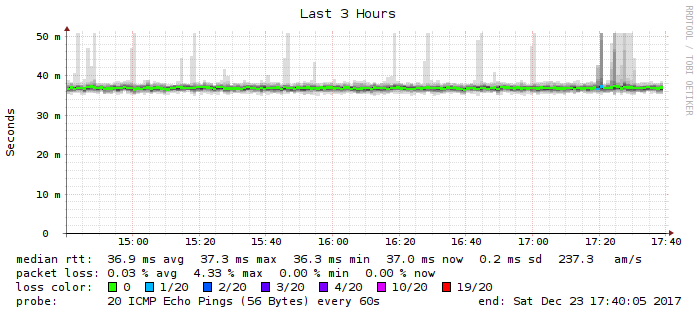 Last 3 Hours
RRDTOOL / TOBI OETIKER
Seconds
50 m
40 m
30 m
20 m
10 m
0
15:00 15:20 15:40 16:00 16:20 16:40 17:00 17:20 17:40
median rtt: 36.9 ms avg 37.3 ms max 36.3 ms min 37.0 ms now 0.2 ms sd 237.3 am/s
packet loss: 0.03 % avg 4.33 % max 0.00 % min 0.00 % now
loss color: 0 1/20 2/20 3/20 4/20 10/20 19/20
probe: 20 ICMP Echo Pings (56 Bytes) every 60s end: Sat Dec 23 17:40:05 2017